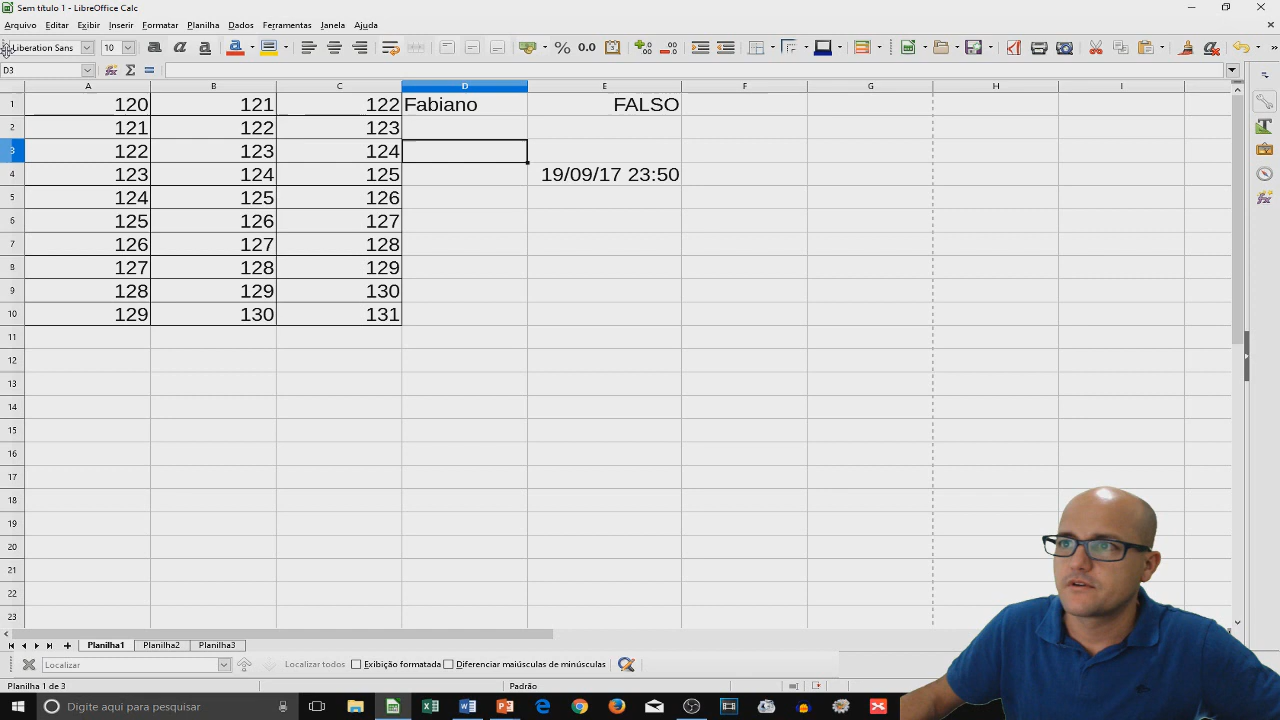 Sem título 1 - LibreOffice Calc
Arquivo Editar Exibir Inserir Formatar Planilha Dados Ferramentas Janela Ajuda
Liberation Sans 10 a a a a % 0.0
D3 Σ =
A B C D E F G H I
1 120 121 122 Fabiano FALSO
2 121 122 123
3 122 123 124
4 123 124 125 19/09/17 23:50
5 124 125 126
6 125 126 127
7 126 127 128
8 127 128 129
9 128 129 130
10 129 130 131
11
12
13
14
15
16
17
18
19
20
21
22
23
Planilha1 Planilha2 Planilha3
Localizar Localizar todos Exibição formatada Diferenciar maiúsculas de minúsculas
Planilha 1 de 3 Padrão
Digite aqui para pesquisar